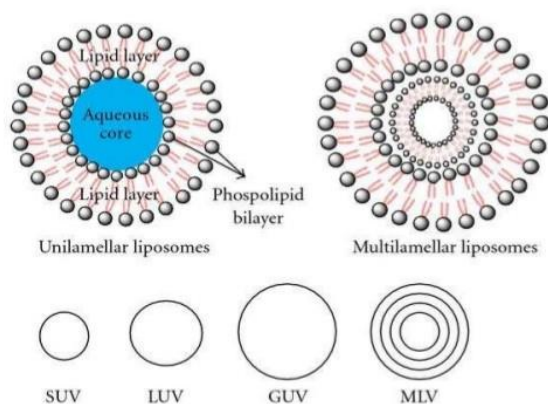 Lipid layer
Aqueous
core
Lipid layer
Phospolipid
bilayer
Unilamellar liposomes
Multilamellar liposomes
SUV
LUV
GUV
MLV